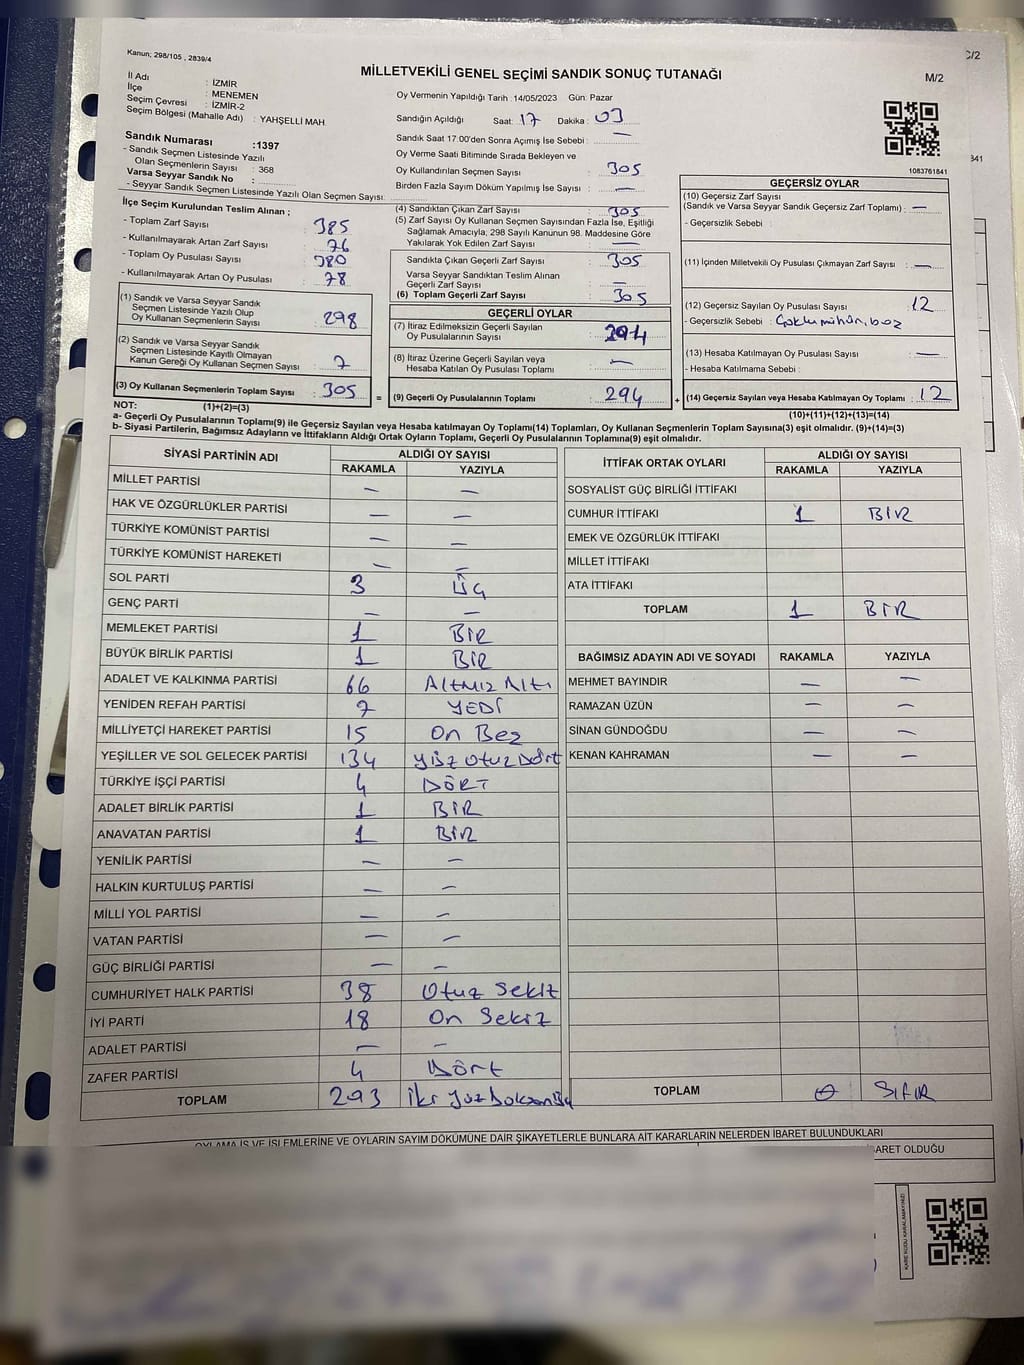 Kanun; 298/105 , 2839/4
C/2
MİLLETVEKİLİ GENEL SEÇİMİ SANDIK SONUÇ TUTANAĞI
M/2
İl Adı : İZMİR
İlçe : MENEMEN
Seçim Çevresi : İZMİR-2
Seçim Bölgesi (Mahalle Adı) : YAHŞELLİ MAH.
Sandık Numarası :1397
- Sandık Seçmen Listesinde Yazılı
Olan Seçmenlerin Sayısı : 368
Varsa Seyyar Sandık No :
- Seyyar Sandık Seçmen Listesinde Yazılı Olan Seçmen Sayısı:
Oy Vermenin Yapıldığı Tarih :14/05/2023 Gün: Pazar
Sandığın Açıldığı Saat: 17 Dakika: 03
Sandık Saat 17:00'den Sonra Açımış İse Sebebi : —
Oy Verme Saati Bitiminde Sırada Bekleyen ve
Oy Kullandırılan Seçmen Sayısı : 305
Birden Fazla Sayım Döküm Yapılmış İse Sayısı : —
1083761841
841
İlçe Seçim Kurulundan Teslim Alınan ;
- Toplam Zarf Sayısı : 385
- Kullanılmayarak Artan Zarf Sayısı : 76
- Toplam Oy Pusulası Sayısı : 380
- Kullanılmayarak Artan Oy Pusulası : 78
(1) Sandık ve Varsa Seyyar Sandık
Seçmen Listesinde Yazılı Olup
Oy Kullanan Seçmenlerin Sayısı : 298
(2) Sandık ve Varsa Seyyar Sandık
Seçmen Listesinde Kayıtlı Olmayan
Kanun Gereği Oy Kullanan Seçmen Sayısı : 7
(3) Oy Kullanan Seçmenlerin Toplam Sayısı : 305
(4) Sandıktan Çıkan Zarf Sayısı : 305
(5) Zarf Sayısı Oy Kullanan Seçmen Sayısından Fazla İse, Eşitliği
Sağlamak Amacıyla; 298 Sayılı Kanunun 98. Maddesine Göre
Yakılarak Yok Edilen Zarf Sayısı : —
Sandıkta Çıkan Geçerli Zarf Sayısı : 305
Varsa Seyyar Sandıktan Teslim Alınan
Geçerli Zarf Sayısı : —
(6) Toplam Geçerli Zarf Sayısı : 305
GEÇERLİ OYLAR
(7) İtiraz Edilmeksizin Geçerli Sayılan
Oy Pusulalarının Sayısı : 294
(8) İtiraz Üzerine Geçerli Sayılan veya
Hesaba Katılan Oy Pusulası Toplamı : —
= (9) Geçerli Oy Pusulalarının Toplamı : 294
GEÇERSİZ OYLAR
(10) Geçersiz Zarf Sayısı
(Sandık ve Varsa Seyyar Sandık Geçersiz Zarf Toplamı) : —
- Geçersizlik Sebebi :
(11) İçinden Milletvekili Oy Pusulası Çıkmayan Zarf Sayısı : —
(12) Geçersiz Sayılan Oy Pusulası Sayısı : 12
- Geçersizlik Sebebi :
(13) Hesaba Katılmayan Oy Pusulası Sayısı : —
- Hesaba Katılmama Sebebi :
+ (14) Geçersiz Sayılan veya Hesaba Katılmayan Oy Toplamı : 12
NOT: (1)+(2)=(3)
(10)+(11)+(12)+(13)=(14)
a- Geçerli Oy Pusulalarının Toplamı(9) ile Geçersiz Sayılan veya Hesaba katılmayan Oy Toplamı(14) Toplamları, Oy Kullanan Seçmenlerin Toplam Sayısına(3) eşit olmalıdır. (9)+(14)=(3)
b- Siyasi Partilerin, Bağımsız Adayların ve İttifakların Aldığı Ortak Oyların Toplamı, Geçerli Oy Pusulalarının Toplamına(9) eşit olmalıdır.
SİYASİ PARTİNİN ADI ALDIĞI OY SAYISI
RAKAMLA YAZIYLA
MİLLET PARTİSİ — —
HAK VE ÖZGÜRLÜKLER PARTİSİ — —
TÜRKİYE KOMÜNİST PARTİSİ — —
TÜRKİYE KOMÜNİST HAREKETİ — —
SOL PARTİ 3 Üç
GENÇ PARTİ — —
MEMLEKET PARTİSİ 1 BİR
BÜYÜK BİRLİK PARTİSİ 1 BİR
ADALET VE KALKINMA PARTİSİ 66 Altmız Altı
YENİDEN REFAH PARTİSİ 7 YEDİ
MİLLİYETÇİ HAREKET PARTİSİ 15 On Beş
YEŞİLLER VE SOL GELECEK PARTİSİ 134 Yüz Otuz Dört
TÜRKİYE İŞÇİ PARTİSİ 4 DÖRT
ADALET BİRLİK PARTİSİ 1 BİR
ANAVATAN PARTİSİ 1 BİR
YENİLİK PARTİSİ — —
HALKIN KURTULUŞ PARTİSİ — —
MİLLİ YOL PARTİSİ — —
VATAN PARTİSİ — —
GÜÇ BİRLİĞİ PARTİSİ — —
CUMHURİYET HALK PARTİSİ 38 Otuz Sekiz
İYİ PARTİ 18 On Sekiz
ADALET PARTİSİ — —
ZAFER PARTİSİ 4 Dört
TOPLAM 293 İki Yüz Doksan
İTTİFAK ORTAK OYLARI ALDIĞI OY SAYISI
RAKAMLA YAZIYLA
SOSYALİST GÜÇ BİRLİĞİ İTTİFAKI
CUMHUR İTTİFAKI 1 BİR
EMEK VE ÖZGÜRLÜK İTTİFAKI
MİLLET İTTİFAKI
ATA İTTİFAKI
TOPLAM 1 BİR
BAĞIMSIZ ADAYIN ADI VE SOYADI RAKAMLA YAZIYLA
MEHMET BAYINDIR — —
RAMAZAN ÜZÜN — —
SİNAN GÜNDOĞDU — —
KENAN KAHRAMAN — —
TOPLAM 0 SIFIR
OYLAMA İŞ VE İŞLEMLERİNE VE OYLARIN SAYIM DÖKÜMÜNE DAİR ŞİKAYETLERLE BUNLARA AİT KARARLARIN NELERDEN İBARET BULUNDUKLARI
BARET OLDUĞU
KARE KODU KARALAMAYINIZ!